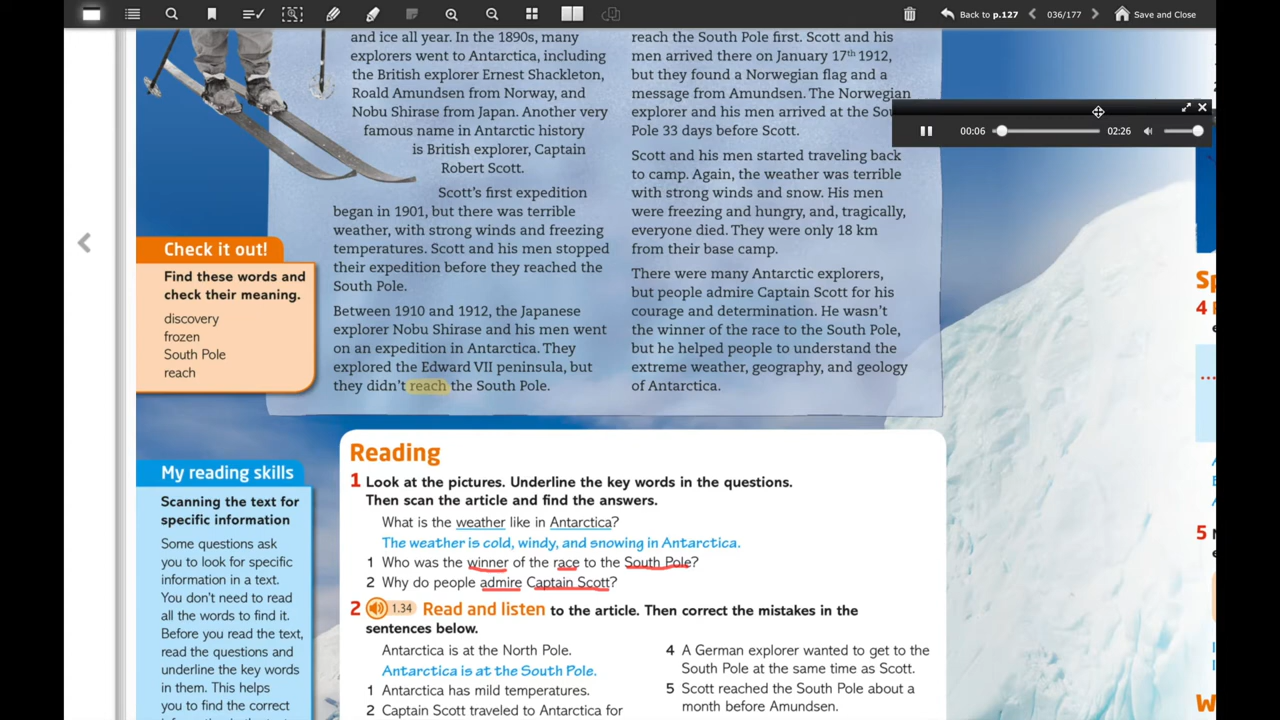 Back to p.127
036/177
Save and Close
and ice all year. In the 1890s, many
explorers went to Antarctica, including
the British explorer Ernest Shackleton,
Roald Amundsen from Norway, and
Nobu Shirase from Japan. Another very
famous name in Antarctic history
is British explorer, Captain
Robert Scott.
Scott's first expedition
began in 1901, but there was terrible
weather, with strong winds and freezing
temperatures. Scott and his men stopped
their expedition before they reached the
South Pole.
Between 1910 and 1912, the Japanese
explorer Nobu Shirase and his men went
on an expedition in Antarctica. They
explored the Edward VII peninsula, but
they didn't reach the South Pole.
reach the South Pole first. Scott and his
men arrived there on January 17th 1912,
but they found a Norwegian flag and a
message from Amundsen. The Norwegian
explorer and his men arrived at the Sou
Pole 33 days before Scott.
Scott and his men started traveling back
to camp. Again, the weather was terrible
with strong winds and snow. His men
were freezing and hungry, and, tragically,
everyone died. They were only 18 km
from their base camp.
There were many Antarctic explorers,
but people admire Captain Scott for his
courage and determination. He wasn't
the winner of the race to the South Pole,
but he helped people to understand the
extreme weather, geography, and geology
of Antarctica.
00:06
02:26
Check it out!
Find these words and
check their meaning.
discovery
frozen
South Pole
reach
My reading skills
Scanning the text for
specific information
Some questions ask
you to look for specific
information in a text.
You don't need to read
all the words to find it.
Before you read the text,
read the questions and
underline the key words
in them. This helps
you to find the correct
Reading
1 Look at the pictures. Underline the key words in the questions.
Then scan the article and find the answers.
What is the weather like in Antarctica?
The weather is cold, windy, and snowing in Antarctica.
1 Who was the winner of the race to the South Pole?
2 Why do people admire Captain Scott?
2 1.34 Read and listen to the article. Then correct the mistakes in the
sentences below.
Antarctica is at the North Pole.
Antarctica is at the South Pole.
1 Antarctica has mild temperatures.
2 Captain Scott traveled to Antarctica for
4 A German explorer wanted to get to the
South Pole at the same time as Scott.
5 Scott reached the South Pole about a
month before Amundsen.
Sp
4
5
W